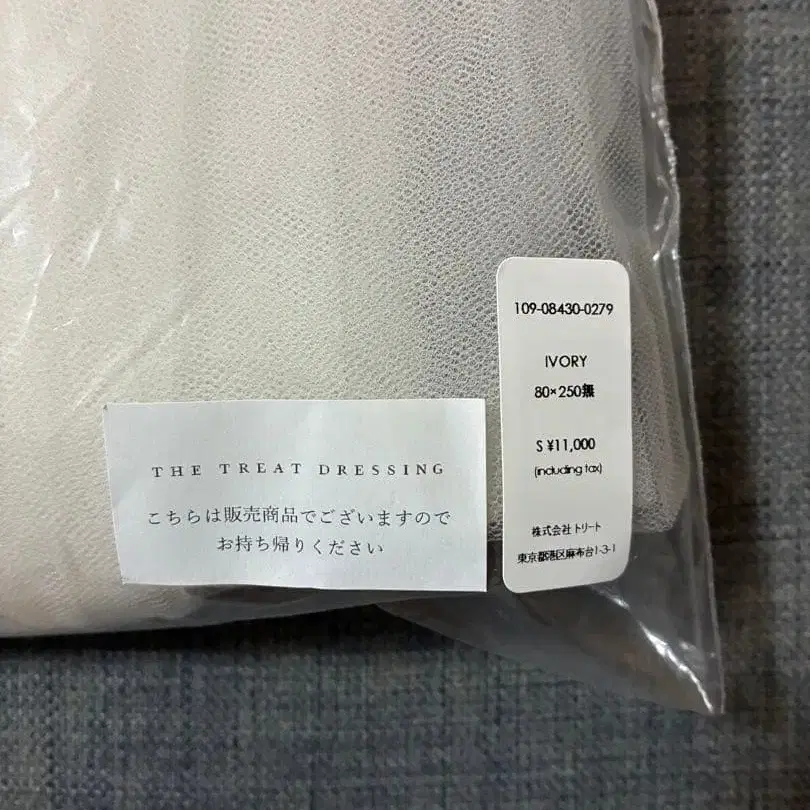 THE TREAT DRESSING
こちらは販売商品でございますので
お持ち帰りください
109-08430-0279
IVORY
80×250無
S ¥11,000
(including tax)
株式会社 トリート
東京都港区麻布台1-3-1